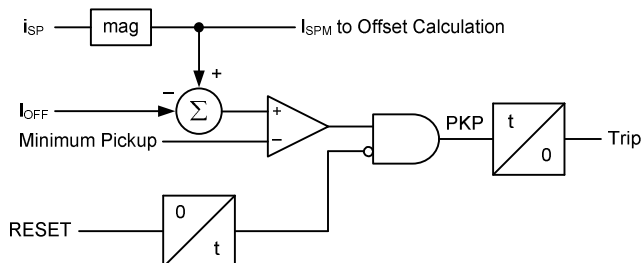 iSP
mag
ISPM to Offset Calculation
+
−
Σ
IOFF
+
−
Minimum Pickup
PKP
t
0
Trip
RESET
0
t